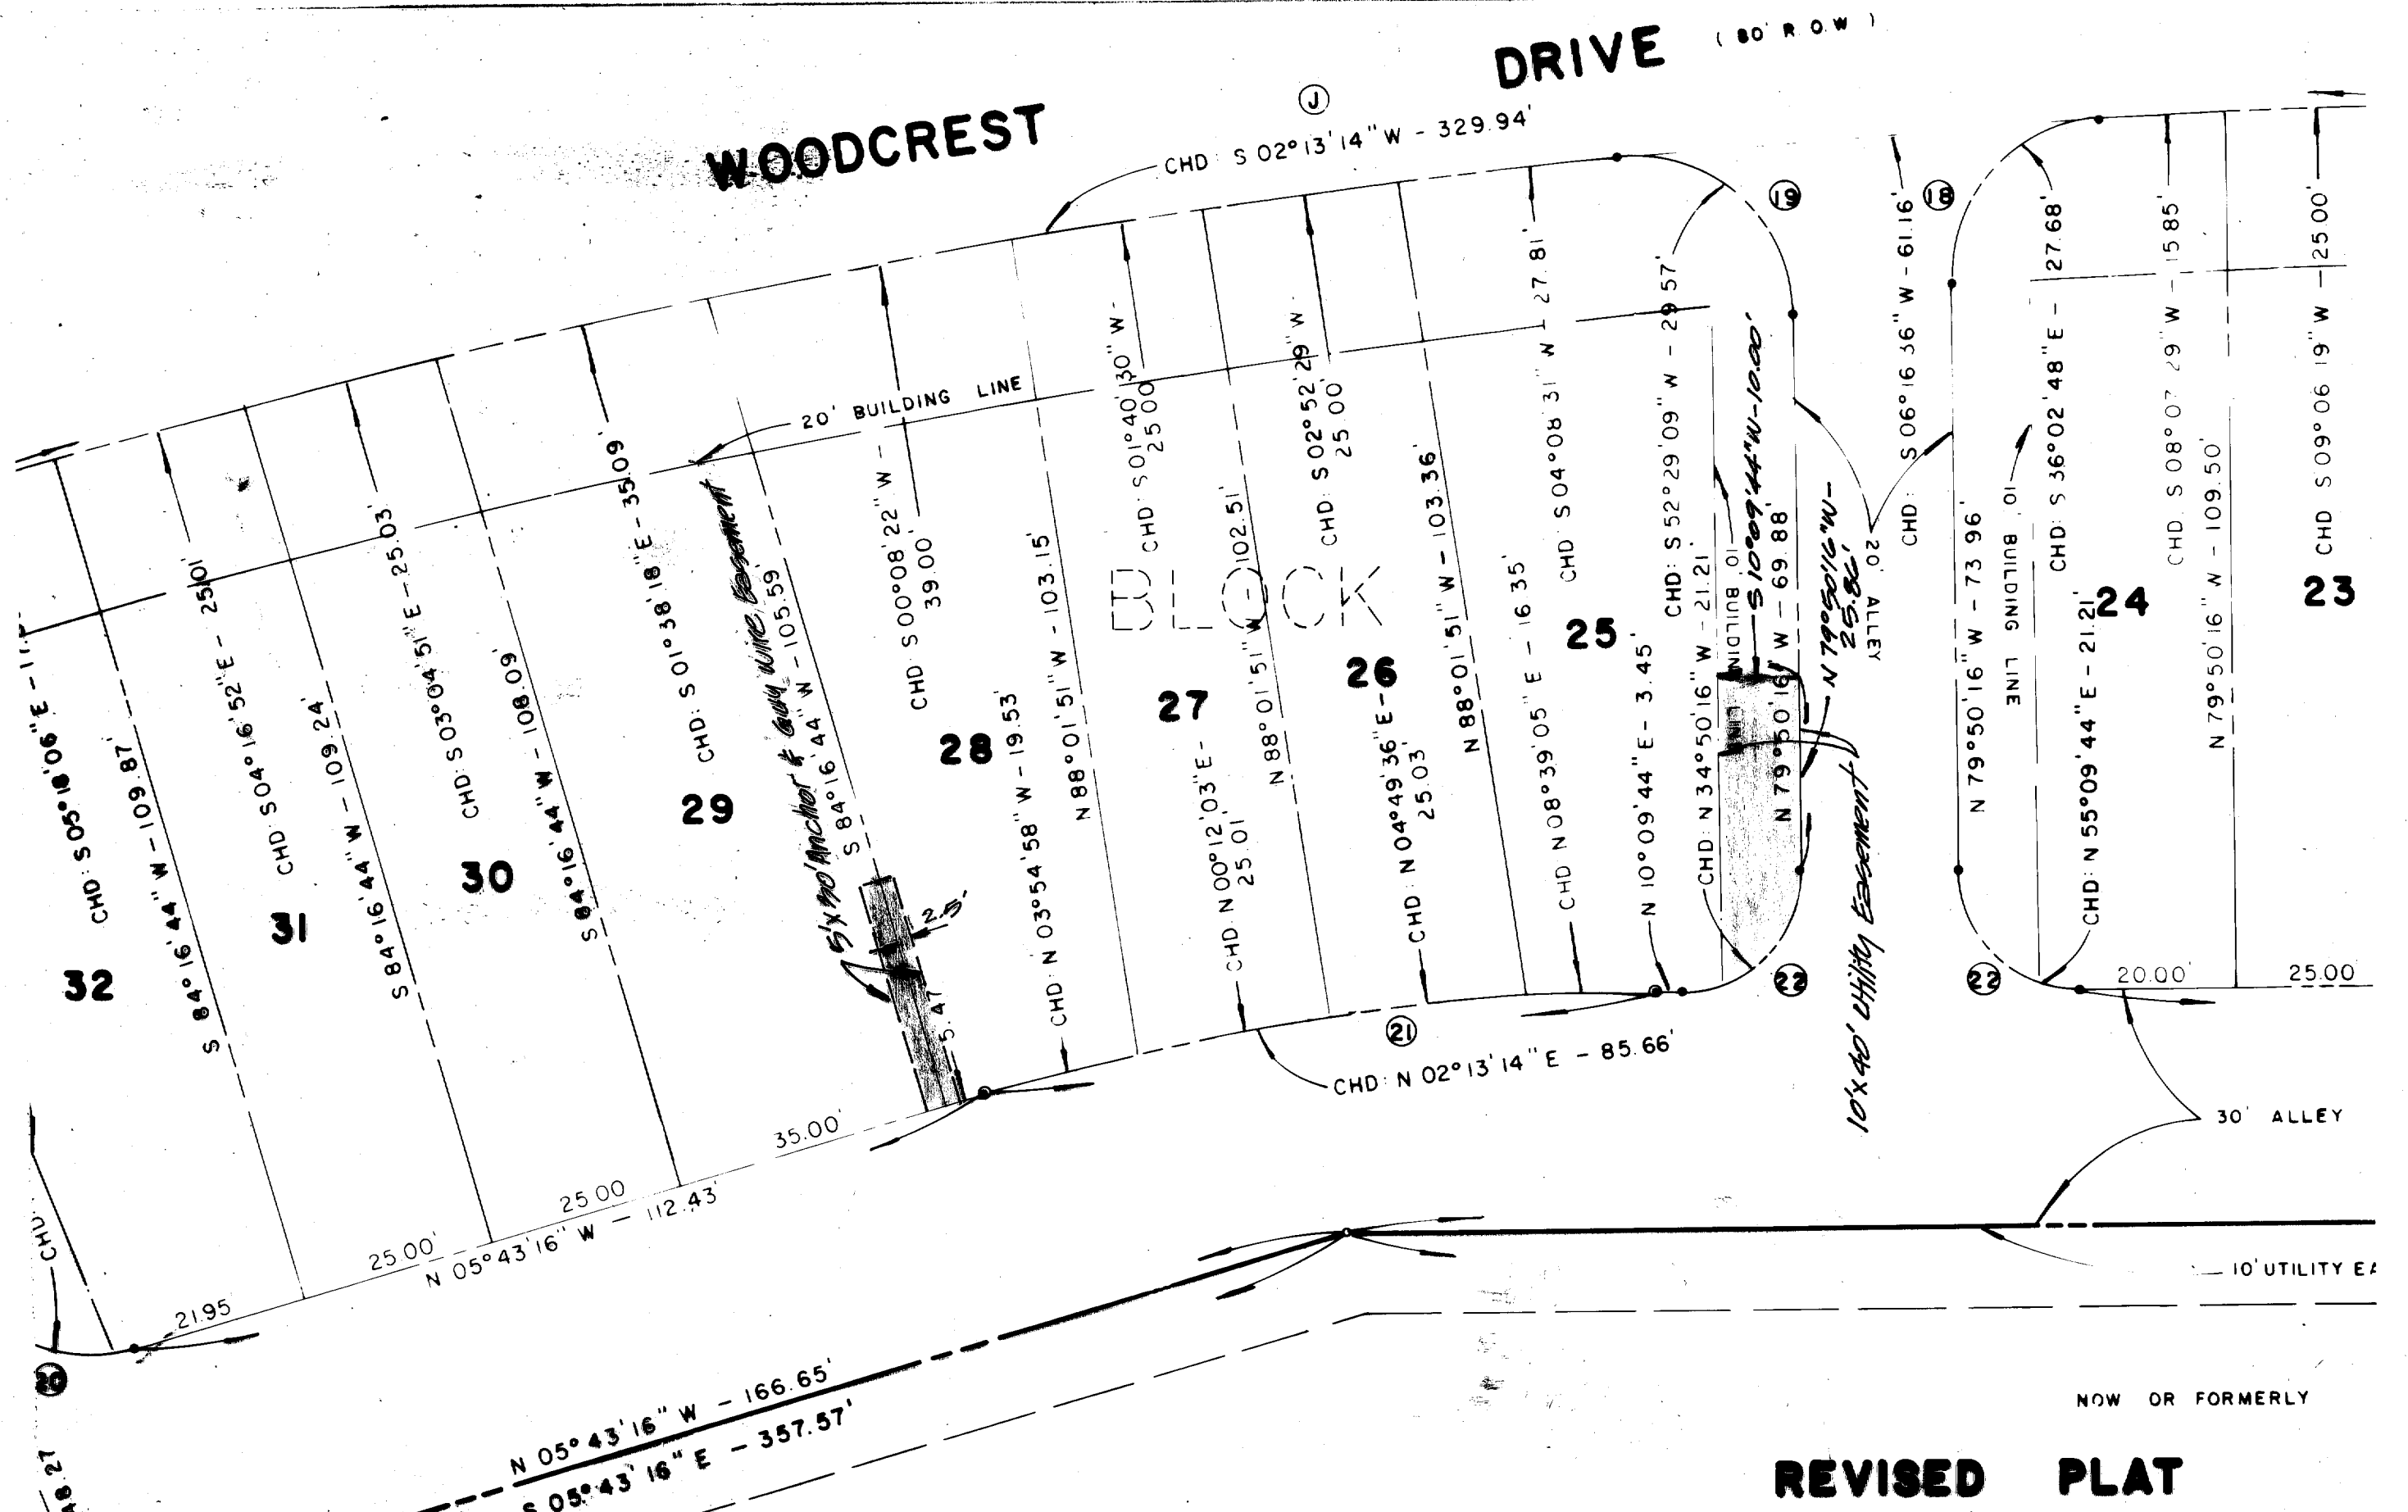 DRIVE ( 80' R.O.W )
WOODCREST
J
CHD: S 02°13'14"W - 329.94'
19
18
20' BUILDING LINE
32
CHD: S 05°18'06"E -
S 84°16'44"W - 109.87'
31
CHD: S 04°16'52"E - 25.01'
S 84°16'44"W - 109.24'
30
CHD: S 03°04'51"E - 25.03'
S 84°16'44"W - 108.09'
29
CHD: S 01°38'18"E - 35.09'
5'x30' Anchor & Guy Wire Easement
S 84°16'44"W - 105.59'
2.5'
5.47
28
CHD: S 00°08'22"W -
39.00'
CHD: N 03°54'58"W - 19.53'
N 88°01'51"W - 103.15'
BLOCK
27
CHD: S 01°40'30"W -
25.00'
CHD: N 00°12'03"E -
25.01'
N 88°01'51"W - 102.51'
26
CHD: S 02°52'29"W -
25.00'
CHD: N 04°49'36"E -
25.03'
N 88°01'51"W - 103.36'
25
CHD: S 04°08'31"W - 27.81'
CHD: N 08°39'05"E - 16.35'
CHD: S 52°29'09"W - 29.57'
N 10°09'44"E - 3.45'
CHD: N 34°50'16"W - 21.21'
10' BUILDING LINE
S 10°09'44"W-10.00'
N 79°50'16"W - 69.88'
N 79°50'16"W -
25.86'
20' ALLEY
10'x40' Utility Easement
CHD: S 06°16'36"W - 61.16'
N 79°50'16"W - 73.96'
10' BUILDING LINE
24
CHD: S 36°02'48"E - 27.68'
CHD: N 55°09'44"E - 21.21'
CHD: S 08°07'29"W - 15.85'
N 79°50'16"W - 109.50'
23
CHD: S 09°06'19"W - 25.00'
22
22
20.00'
25.00
21
CHD: N 02°13'14"E - 85.66'
30' ALLEY
35.00'
25.00
25.00'
N 05°43'16"W - 112.43'
21.95
CHD:
20
10' UTILITY EA
N 05°43'16"W - 166.65'
S 05°43'16"E - 357.57'
48.27
NOW OR FORMERLY
REVISED PLAT